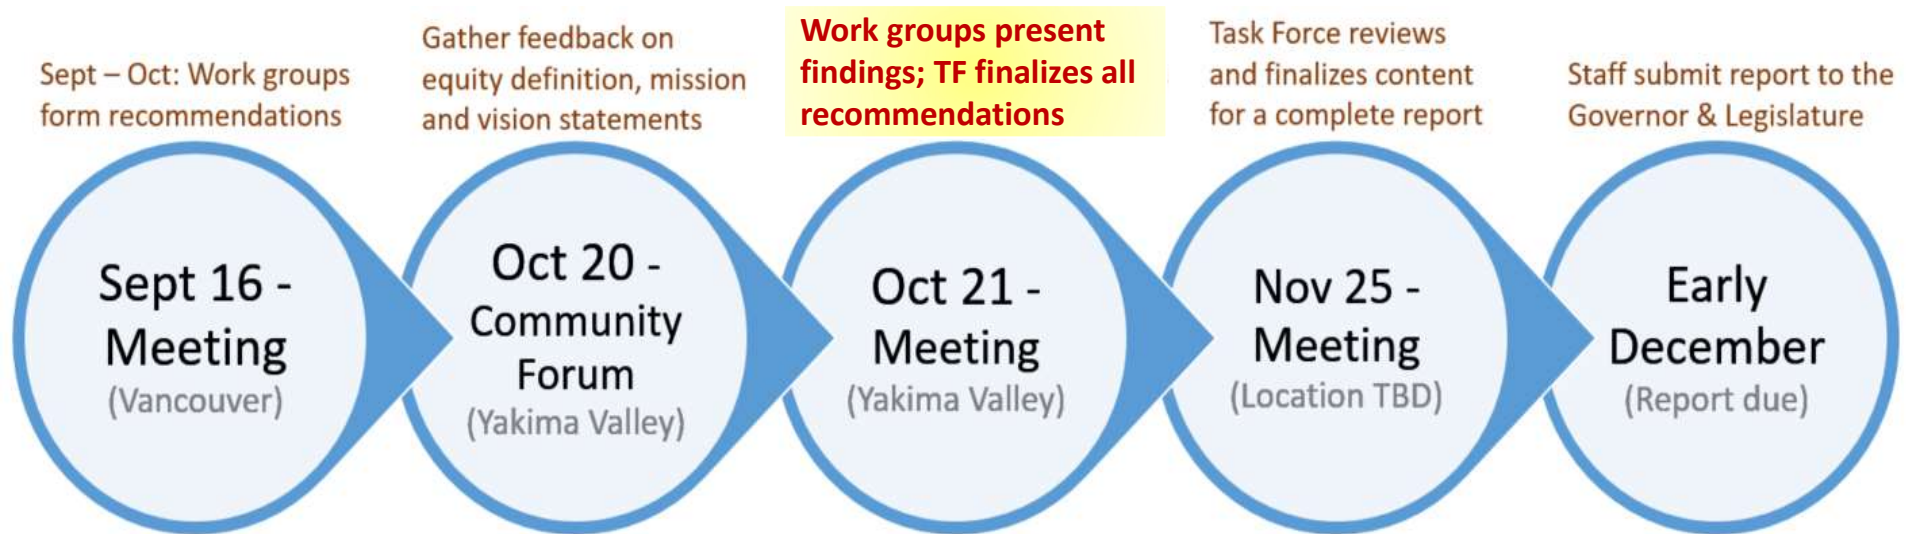 Sept – Oct: Work groups
form recommendations
Gather feedback on
equity definition, mission
and vision statements
Work groups present
findings; TF finalizes all
recommendations
Task Force reviews
and finalizes content
for a complete report
Staff submit report to the
Governor & Legislature
Sept 16 -
Meeting
(Vancouver)
Oct 20 -
Community
Forum
(Yakima Valley)
Oct 21 -
Meeting
(Yakima Valley)
Nov 25 -
Meeting
(Location TBD)
Early
December
(Report due)